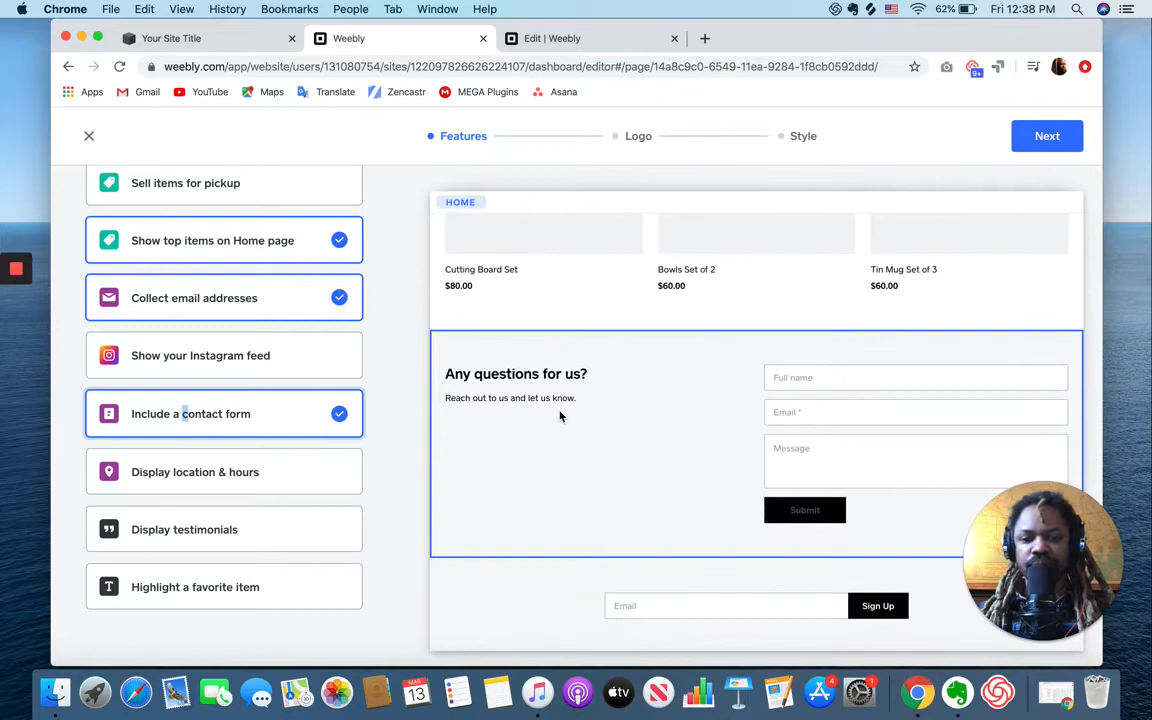 Chrome File Edit View History Bookmarks People Tab Window Help 62% Fri 12:38 PM
Your Site Title
Weebly
Edit | Weebly
weebly.com/app/website/users/131080754/sites/122097826626224107/dashboard/editor#/page/14a8c9c0-6549-11ea-9284-1f8cb0592ddd/
9+
Apps Gmail YouTube Maps Translate Zencastr MEGA Plugins Asana
Features Logo Style Next
Sell items for pickup
Show top items on Home page
Collect email addresses
Show your Instagram feed
Include a contact form
Display location & hours
Display testimonials
Highlight a favorite item
HOME
Cutting Board Set Bowls Set of 2 Tin Mug Set of 3
$80.00 $60.00 $60.00
Any questions for us?
Reach out to us and let us know.
Full name
Email *
Message
Submit
Email Sign Up
MAR
13
tv
4
1